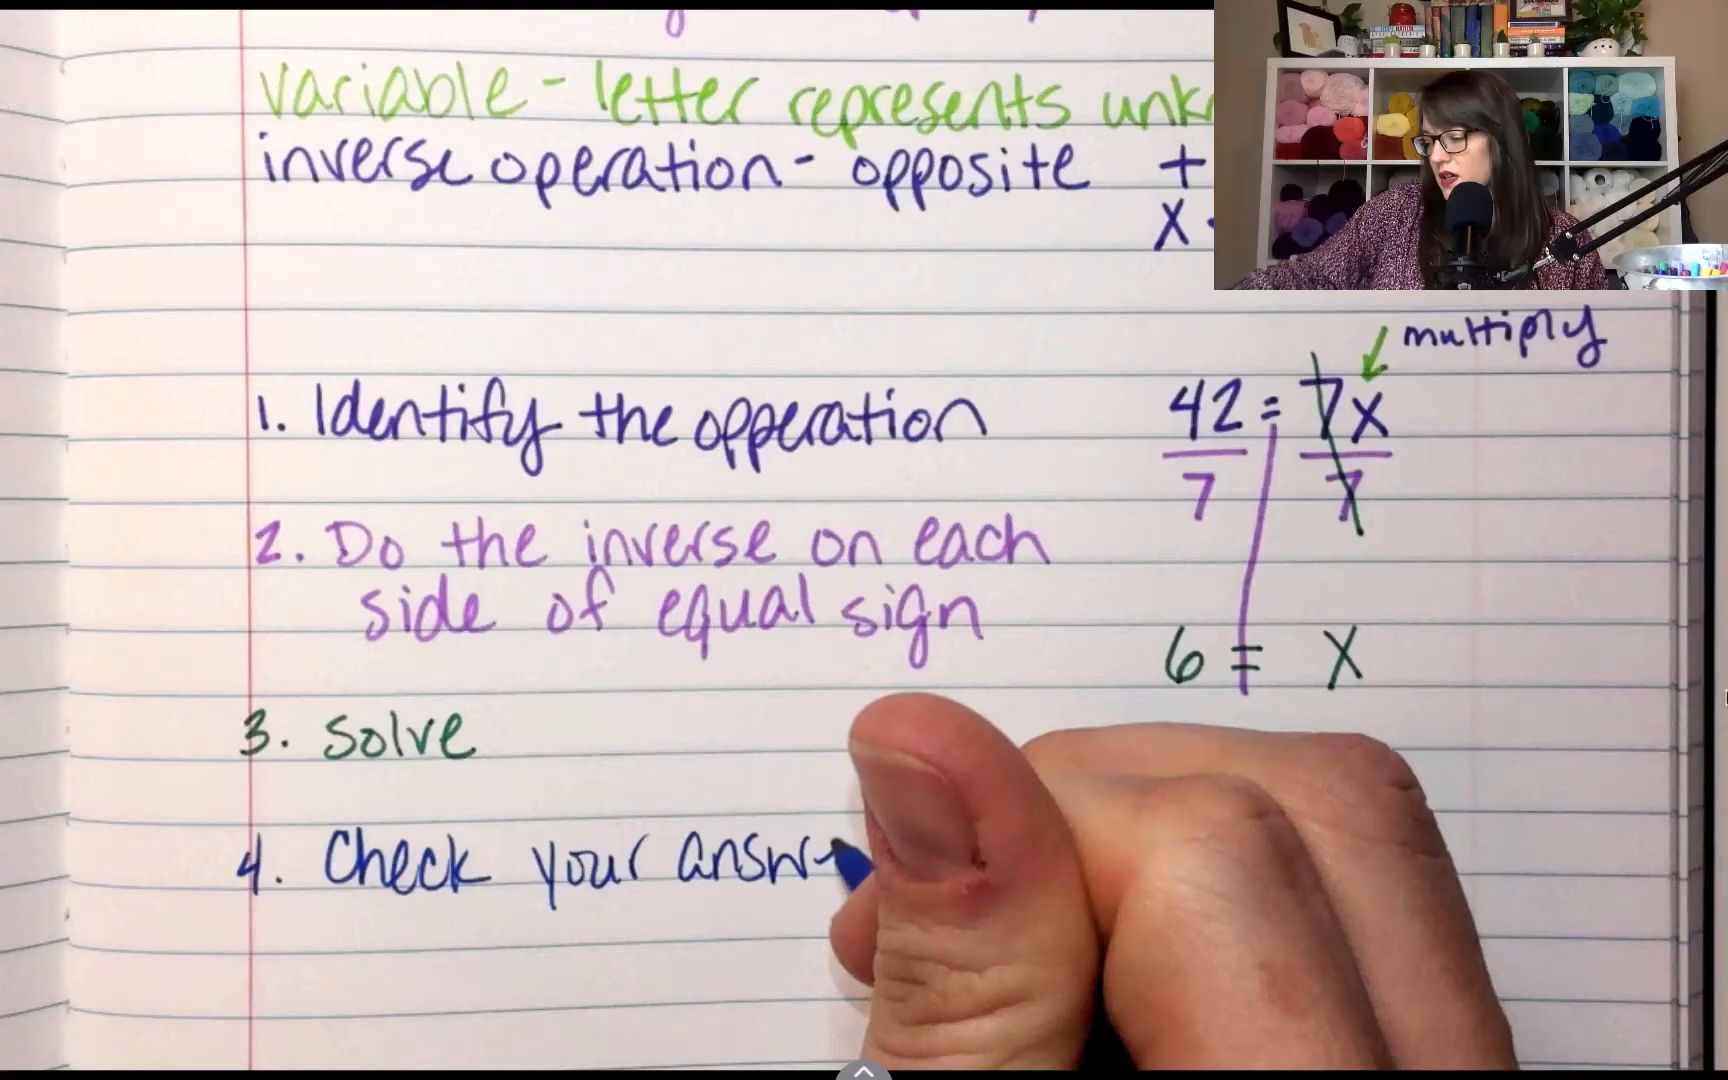 variable - letter represents
inverse operation - opposite +
x
multiply
1. Identify the opperation
42 = 7x
7 7
2. Do the inverse on each
side of equal sign
6 = x
3. solve
4. Check your answ